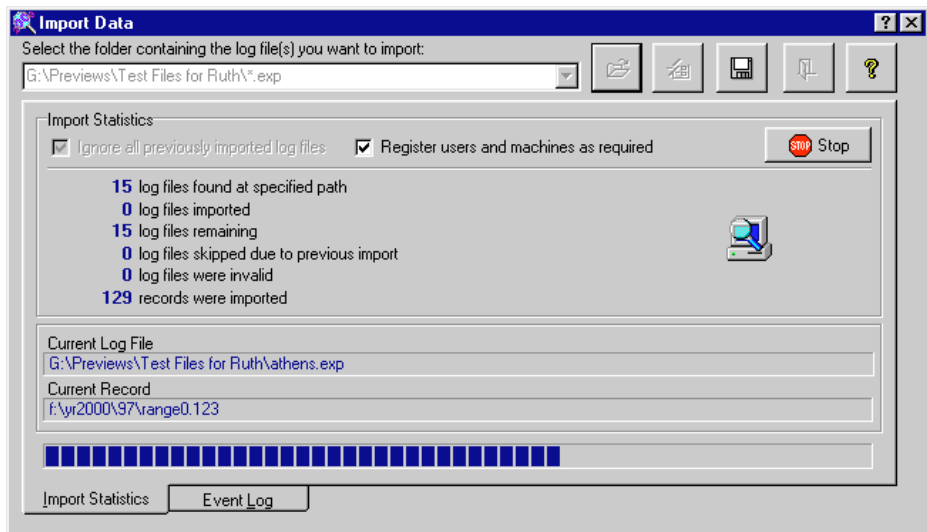 Import Data
Select the folder containing the log file(s) you want to import:
G:\Previews\Test Files for Ruth\*.exp
Import Statistics
Ignore all previously imported log files
Register users and machines as required
STOP Stop
15 log files found at specified path
0 log files imported
15 log files remaining
0 log files skipped due to previous import
0 log files were invalid
129 records were imported
Current Log File
G:\Previews\Test Files for Ruth\athens.exp
Current Record
f:\yr2000\97\range0.123
Import Statistics
Event Log